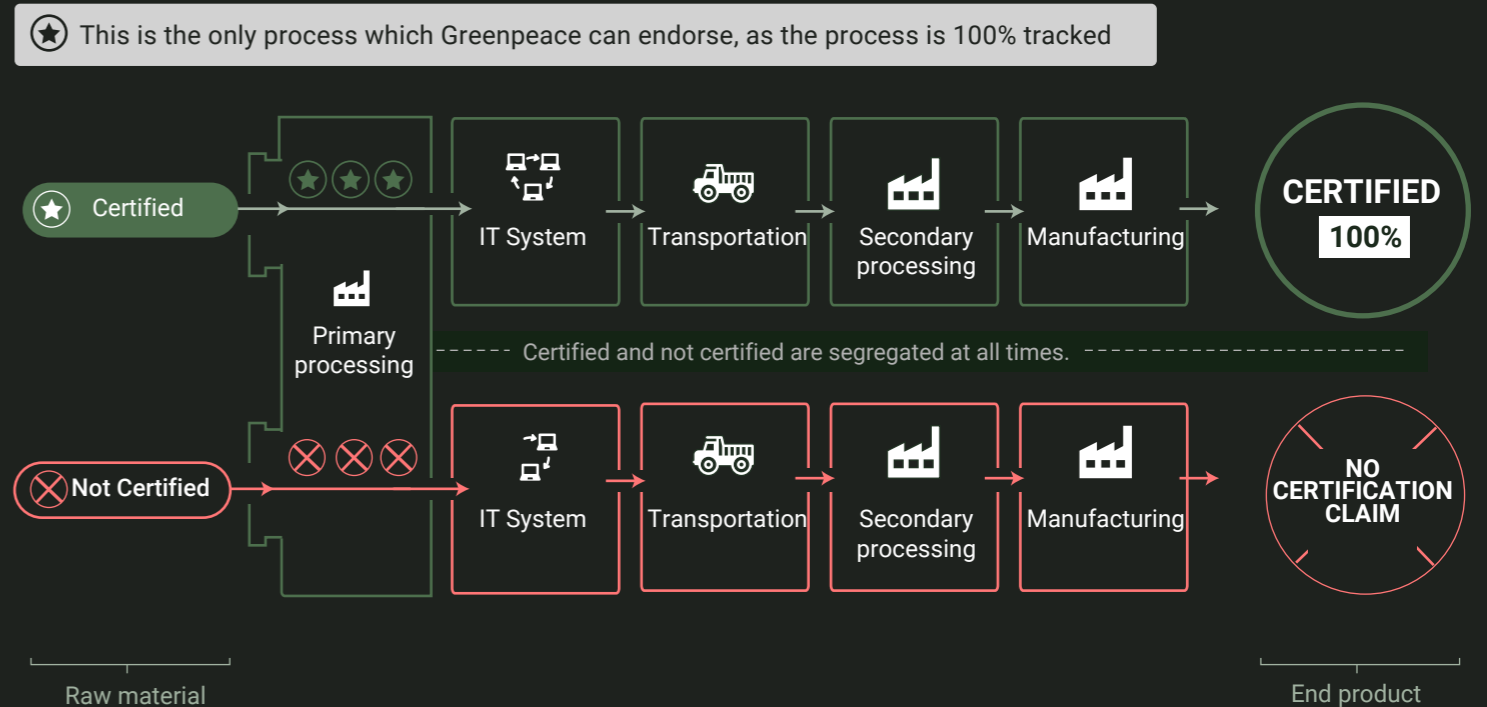 This is the only process which Greenpeace can endorse, as the process is 100% tracked
Certified
IT System
Transportation
Secondary
processing
Manufacturing
CERTIFIED
100%
Primary
processing
Certified and not certified are segregated at all times.
Not Certified
IT System
Transportation
Secondary
processing
Manufacturing
NO
CERTIFICATION
CLAIM
Raw material
End product